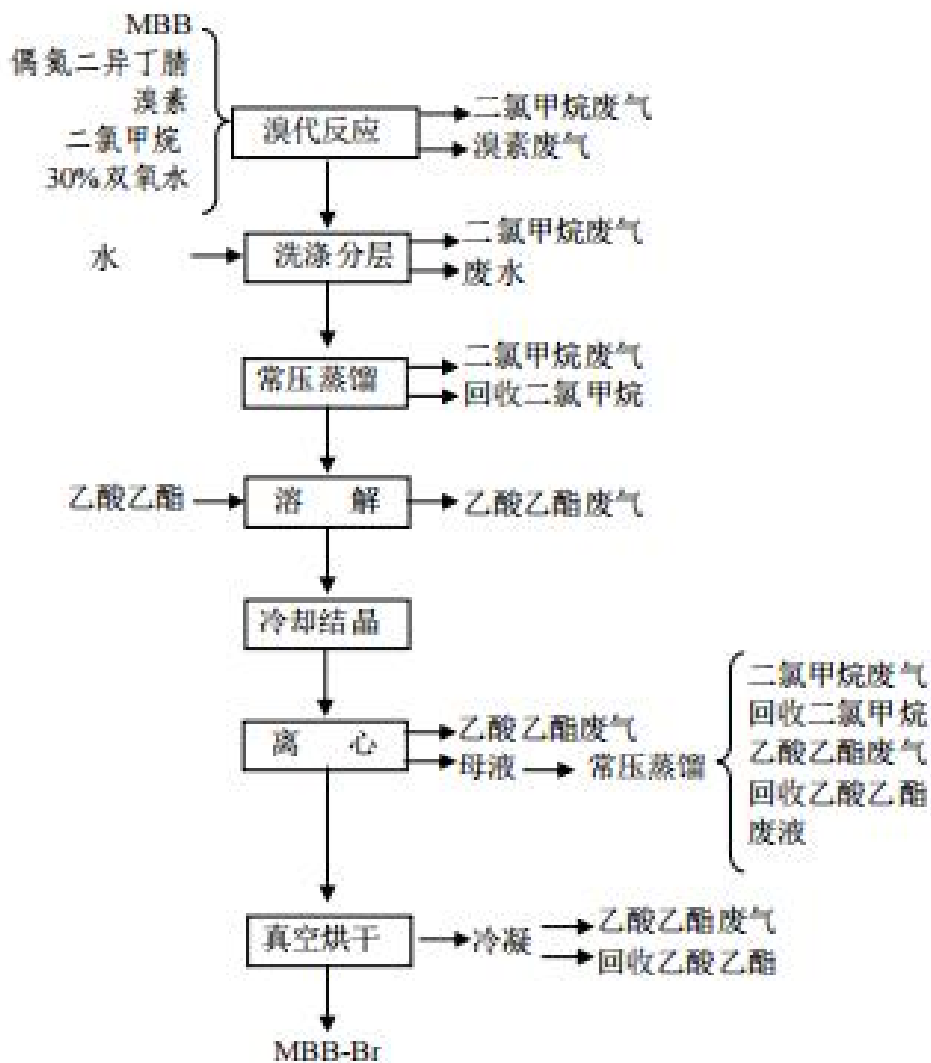 MBB
偶氮二异丁腈
溴素
二氯甲烷
30%双氧水
溴代反应
二氯甲烷废气
溴素废气
水
洗涤分层
二氯甲烷废气
废水
常压蒸馏
二氯甲烷废气
回收二氯甲烷
乙酸乙酯
溶 解
乙酸乙酯废气
冷却结晶
离 心
乙酸乙酯废气
母液
常压蒸馏
二氯甲烷废气
回收二氯甲烷
乙酸乙酯废气
回收乙酸乙酯
废液
真空烘干
冷凝
乙酸乙酯废气
回收乙酸乙酯
MBB-Br